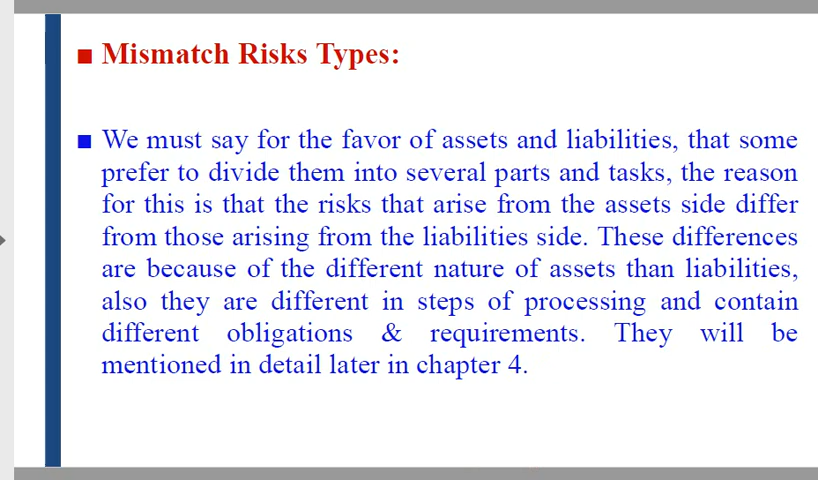 Mismatch Risks Types:
We must say for the favor of assets and liabilities, that some
prefer to divide them into several parts and tasks, the reason
for this is that the risks that arise from the assets side differ
from those arising from the liabilities side. These differences
are because of the different nature of assets than liabilities,
also they are different in steps of processing and contain
different obligations & requirements. They will be
mentioned in detail later in chapter 4.